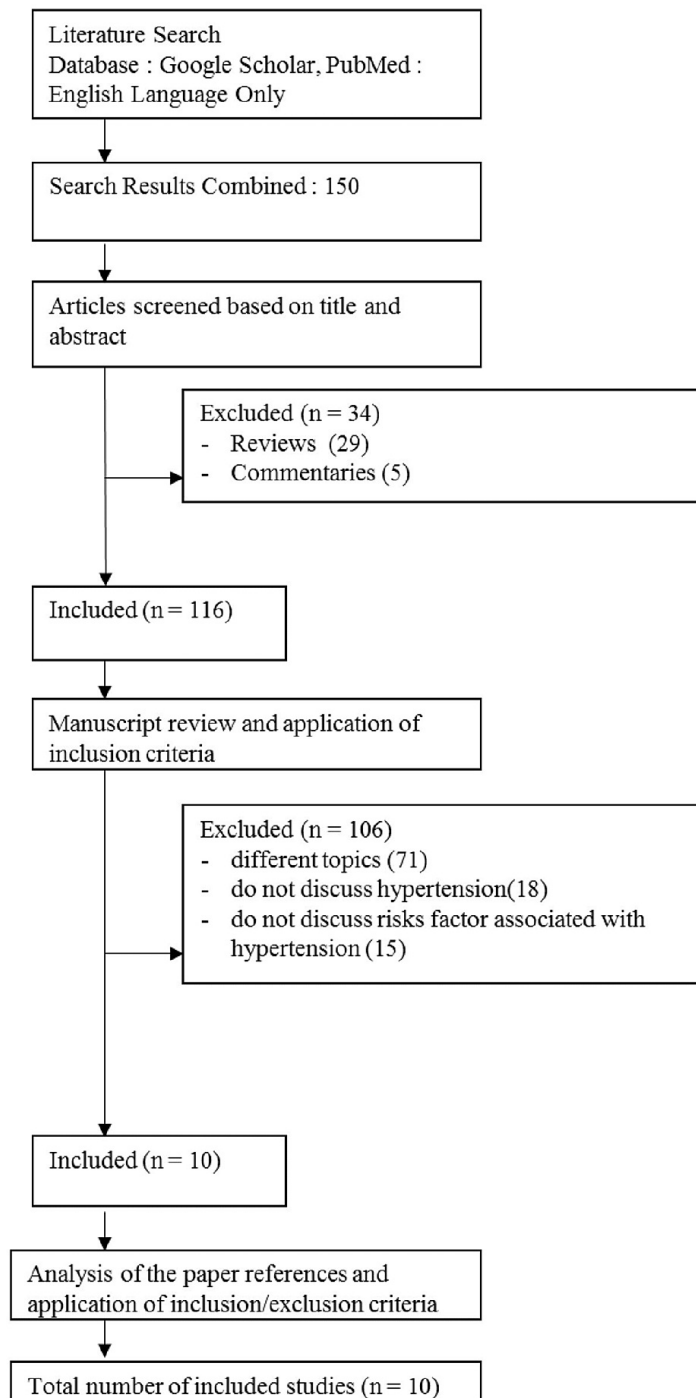 Literature Search
Database : Google Scholar, PubMed :
English Language Only
Search Results Combined : 150
Articles screened based on title and
abstract
Excluded (n = 34)
- Reviews (29)
- Commentaries (5)
Included (n = 116)
Manuscript review and application of
inclusion criteria
Excluded (n = 106)
- different topics (71)
- do not discuss hypertension(18)
- do not discuss risks factor associated with
hypertension (15)
Included (n = 10)
Analysis of the paper references and
application of inclusion/exclusion criteria
Total number of included studies (n = 10)